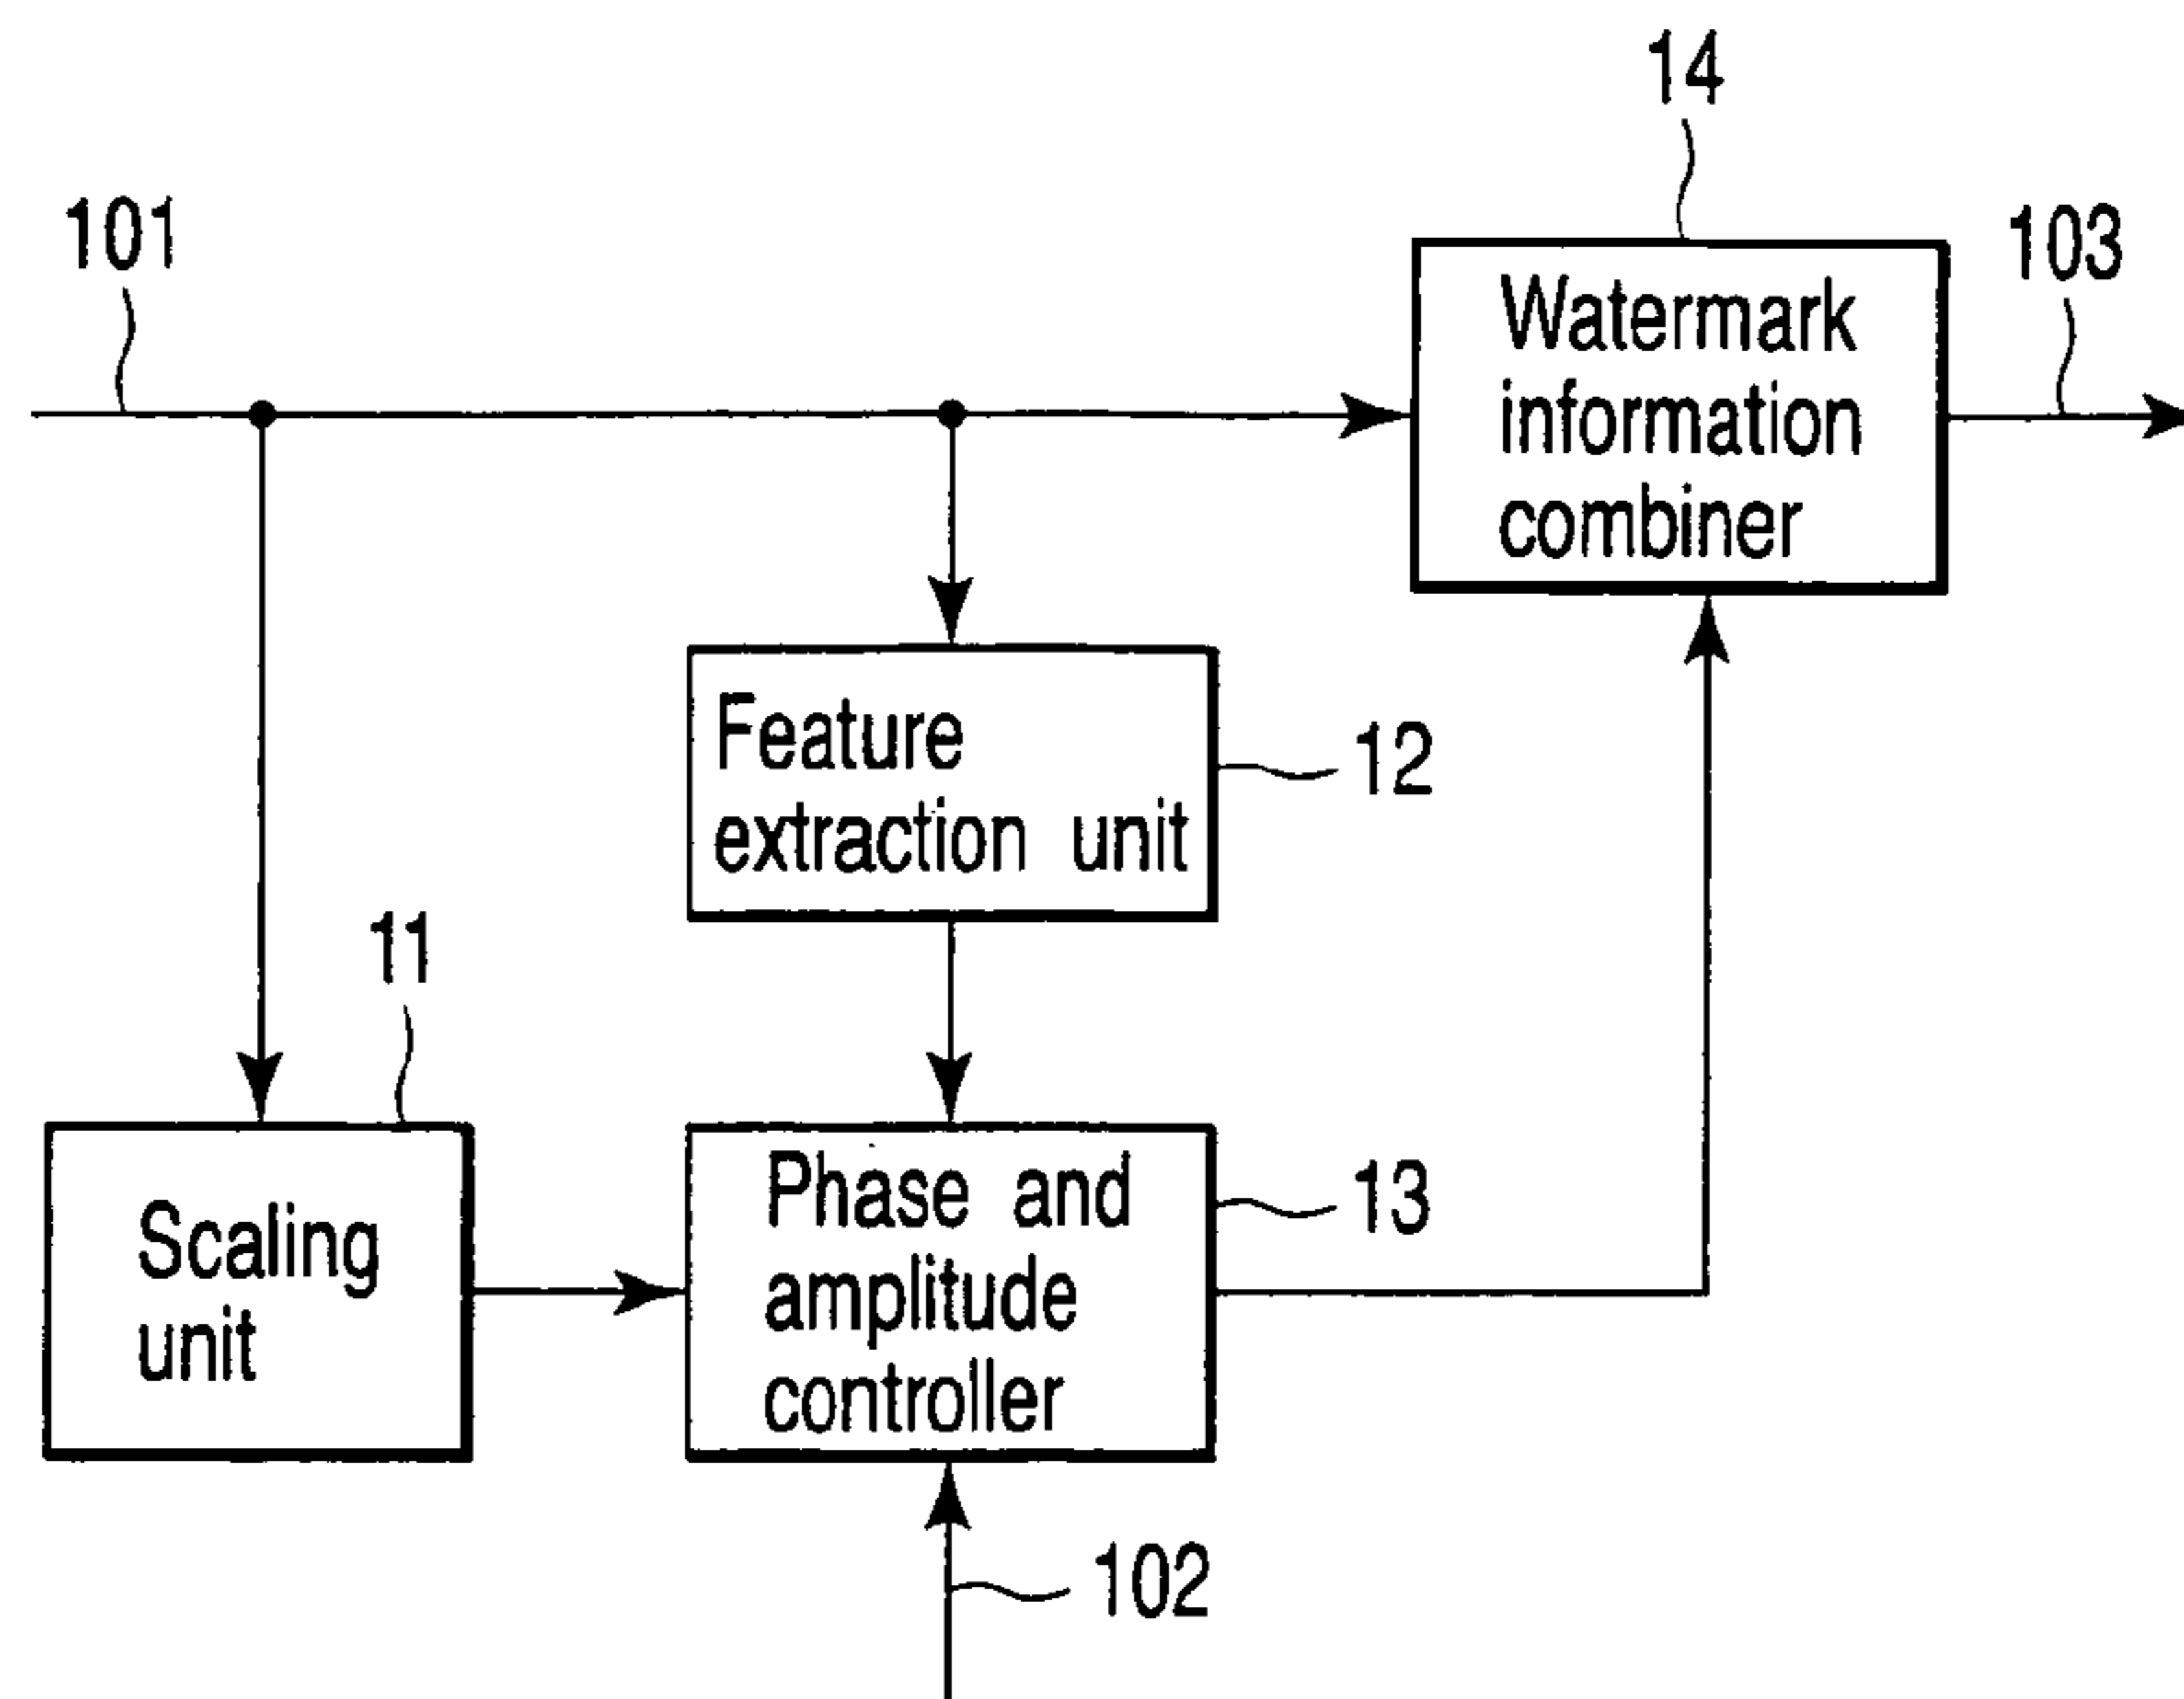 14
101
103
Watermark
information
combiner
Feature
extraction unit
12
11
Scaling
unit
Phase and
amplitude
controller
13
102